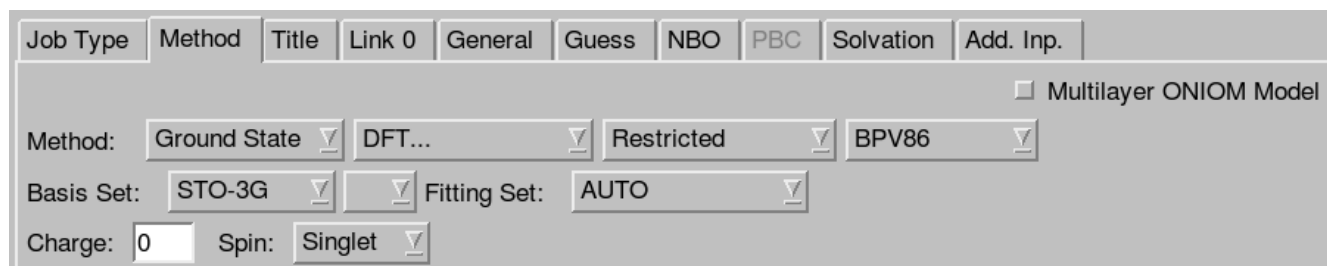 Job Type Method Title Link 0 General Guess NBO PBC Solvation Add. Inp.
Multilayer ONIOM Model
Method: Ground State DFT... Restricted BPV86
Basis Set: STO-3G Fitting Set: AUTO
Charge: 0 Spin: Singlet